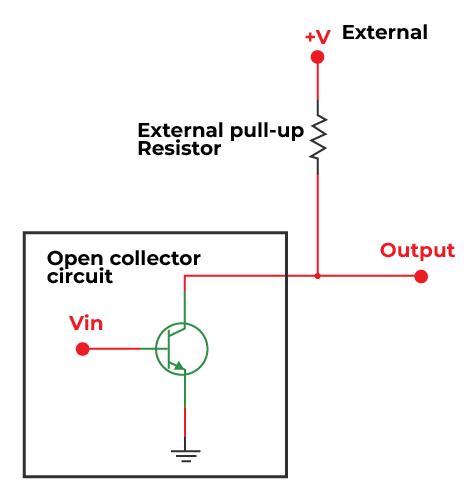 +V
External
External pull-up
Resistor
Output
Open collector
circuit
Vin